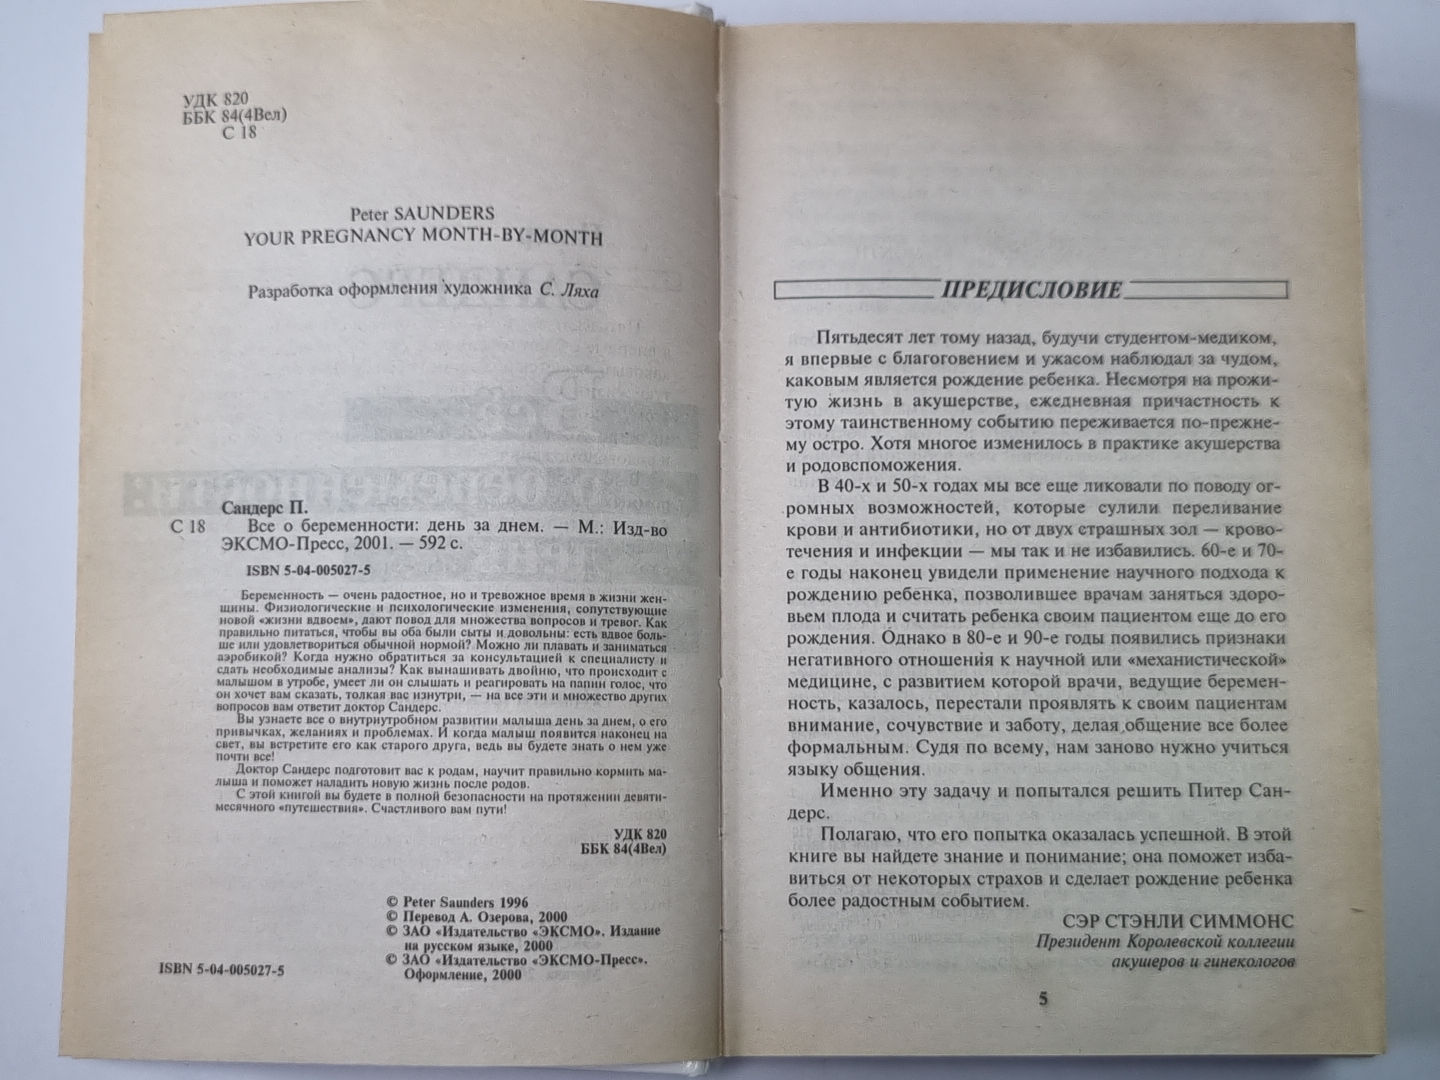 УДК 820
ББК 84(4Вел)
С 18
Peter SAUNDERS
YOUR PREGNANCY MONTH-BY-MONTH
Разработка оформления художника С. Ляха
Сандерс П.
С 18 Все о беременности: день за днем. — М.: Изд-во
ЭКСМО-Пресс, 2001. — 592 с.
ISBN 5-04-005027-5
Беременность — очень радостное, но и тревожное время в жизни жен-
щины. Физиологические и психологические изменения, сопутствующие
новой «жизни вдвоем», дают повод для множества вопросов и тревог. Как
правильно питаться, чтобы вы оба были сыты и довольны: есть вдвое боль-
ше или удовлетвориться обычной нормой? Можно ли плавать и заниматься
аэробикой? Когда нужно обратиться за консультацией к специалисту и
сдать необходимые анализы? Как вынашивать двойню, что происходит с
малышом в утробе, умеет ли он слышать и реагировать на папин голос, что
он хочет вам сказать, толкая вас изнутри, — на все эти и множество других
вопросов вам ответит доктор Сандерс.
Вы узнаете все о внутриутробном развитии малыша день за днем, о его
привычках, желаниях и проблемах. И когда малыш появится наконец на
свет, вы встретите его как старого друга, ведь вы будете знать о нем уже
почти все!
Доктор Сандерс подготовит вас к родам, научит правильно кормить ма-
лыша и поможет наладить новую жизнь после родов.
С этой книгой вы будете в полной безопасности на протяжении девяти-
месячного «путешествия». Счастливого вам пути!
УДК 820
ББК 84(4Вел)
© Peter Saunders 1996
© Перевод А. Озерова, 2000
© ЗАО «Издательство «ЭКСМО». Издание
на русском языке, 2000
© ЗАО «Издательство «ЭКСМО-Пресс».
Оформление, 2000
ISBN 5-04-005027-5
ПРЕДИСЛОВИЕ
Пятьдесят лет тому назад, будучи студентом-медиком,
я впервые с благоговением и ужасом наблюдал за чудом,
каковым является рождение ребенка. Несмотря на прожи-
тую жизнь в акушерстве, ежедневная причастность к
этому таинственному событию переживается по-прежне-
му остро. Хотя многое изменилось в практике акушерства
и родовспоможения.
В 40-х и 50-х годах мы все еще ликовали по поводу ог-
ромных возможностей, которые сулили переливание
крови и антибиотики, но от двух страшных зол — крово-
течения и инфекции — мы так и не избавились. 60-е и 70-
е годы наконец увидели применение научного подхода к
рождению ребенка, позволившее врачам заняться здоро-
вьем плода и считать ребенка своим пациентом еще до его
рождения. Однако в 80-е и 90-е годы появились признаки
негативного отношения к научной или «механистической»
медицине, с развитием которой врачи, ведущие беремен-
ность, казалось, перестали проявлять к своим пациентам
внимание, сочувствие и заботу, делая общение все более
формальным. Судя по всему, нам заново нужно учиться
языку общения.
Именно эту задачу и попытался решить Питер Сан-
дерс.
Полагаю, что его попытка оказалась успешной. В этой
книге вы найдете знание и понимание; она поможет изба-
виться от некоторых страхов и сделает рождение ребенка
более радостным событием.
СЭР СТЭНЛИ СИММОНС
Президент Королевской коллегии
акушеров и гинекологов
5